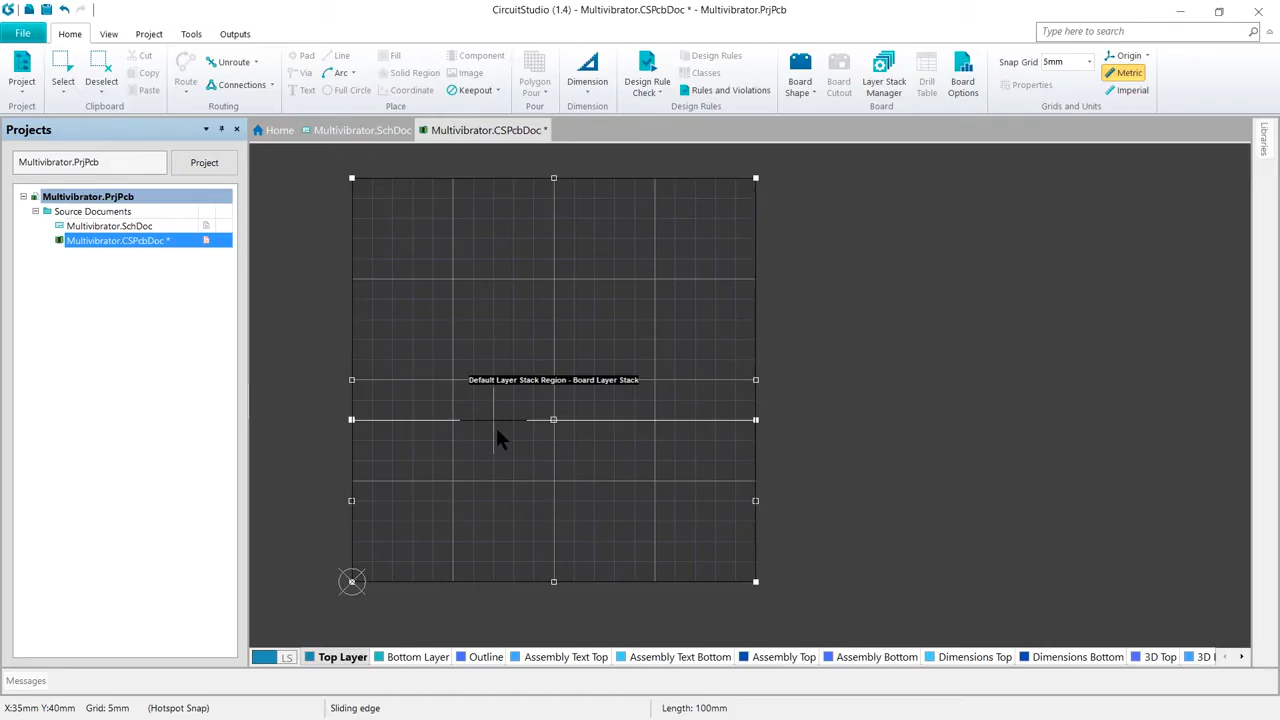 CircuitStudio (1.4) - Multivibrator.CSPcbDoc * - Multivibrator.PrjPcb
File
Home
View
Project
Tools
Outputs
Type here to search
Project
Select
Deselect
Cut
Copy
Paste
Route
Unroute
Connections
Pad
Via
Text
Line
Arc
Full Circle
Fill
Solid Region
Coordinate
Component
Image
Keepout
Polygon Pour
Dimension
Design Rule Check
Design Rules
Classes
Rules and Violations
Board Shape
Board Cutout
Layer Stack Manager
Drill Table
Board Options
Snap Grid
5mm
Properties
Origin
Metric
Imperial
Project
Clipboard
Routing
Place
Pour
Dimension
Design Rules
Board
Grids and Units
Projects
Home
Multivibrator.SchDoc
Multivibrator.CSPcbDoc *
Libraries
Multivibrator.PrjPcb
Project
Multivibrator.PrjPcb
Source Documents
Multivibrator.SchDoc
Multivibrator.CSPcbDoc *
Default Layer Stack Region - Board Layer Stack
LS
Top Layer
Bottom Layer
Outline
Assembly Text Top
Assembly Text Bottom
Assembly Top
Assembly Bottom
Dimensions Top
Dimensions Bottom
3D Top
3D
Messages
X:35mm Y:40mm
Grid: 5mm
(Hotspot Snap)
Sliding edge
Length: 100mm